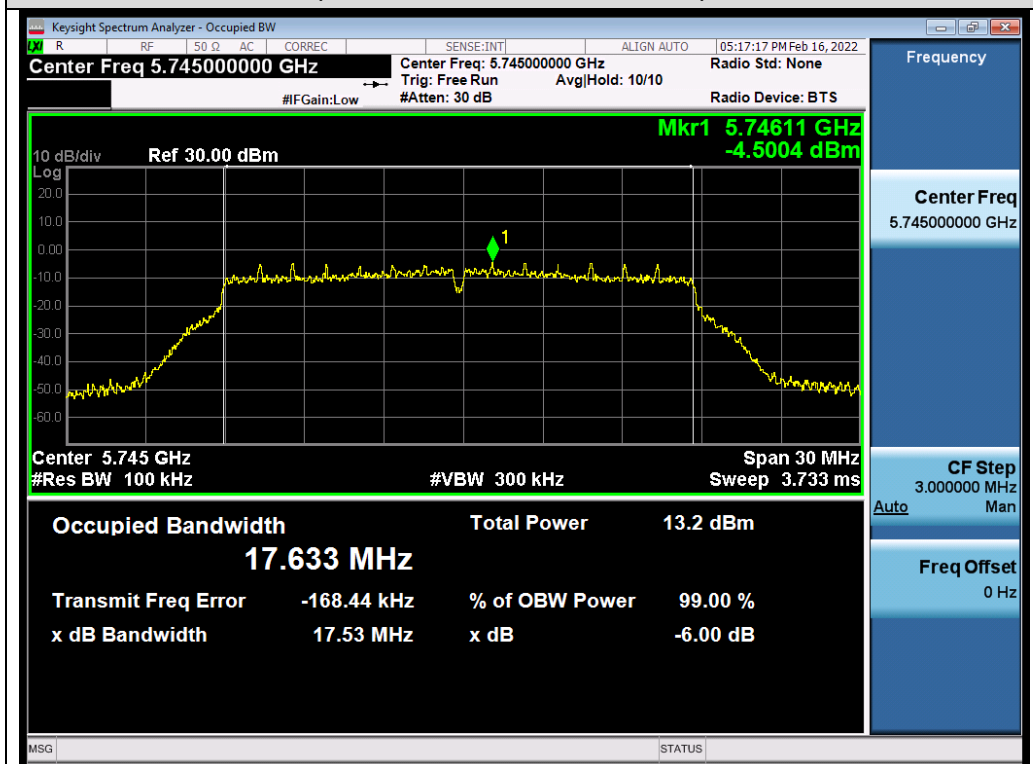 Keysight Spectrum Analyzer - Occupied BW
LXI R RF 50 Ω AC CORREC SENSE:INT ALIGN AUTO 05:17:17 PM Feb 16, 2022
Center Freq 5.745000000 GHz Center Freq: 5.745000000 GHz Radio Std: None
Trig: Free Run Avg|Hold: 10/10
#IFGain:Low #Atten: 30 dB Radio Device: BTS
Mkr1 5.74611 GHz
10 dB/div Ref 30.00 dBm -4.5004 dBm
Log
20.0
10.0
0.00
-10.0
-20.0
-30.0
-40.0
-50.0
-60.0
1
Center 5.745 GHz Span 30 MHz
#Res BW 100 kHz #VBW 300 kHz Sweep 3.733 ms
Occupied Bandwidth Total Power 13.2 dBm
17.633 MHz
Transmit Freq Error -168.44 kHz % of OBW Power 99.00 %
x dB Bandwidth 17.53 MHz x dB -6.00 dB
Frequency
Center Freq
5.745000000 GHz
CF Step
3.000000 MHz
Auto Man
Freq Offset
0 Hz
MSG STATUS